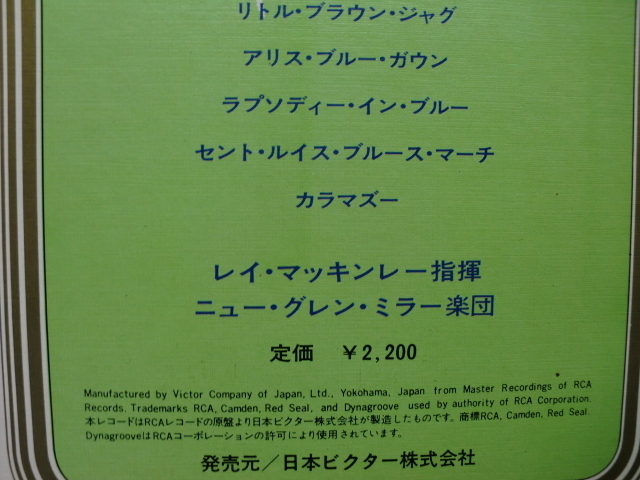 リトル・ブラウン・ジャグ
アリス・ブルー・ガウン
ラプソディー・イン・ブルー
セント・ルイス・ブルース・マーチ
カラマズー
レイ・マッキンレー指揮
ニュー・グレン・ミラー楽団
定価 ￥2,200
Manufactured by Victor Company of Japan, Ltd., Yokohama, Japan from Master Recordings of RCA
Records. Trademarks RCA, Camden, Red Seal, and Dynagroove used by authority of RCA Corporation.
本レコードはRCAレコードの原盤より日本ビクター株式会社が製造したものです。商標RCA, Camden, Red Seal.
DynagrooveはRCAコーポレーションの許可により使用されています。
発売元／日本ビクター株式会社